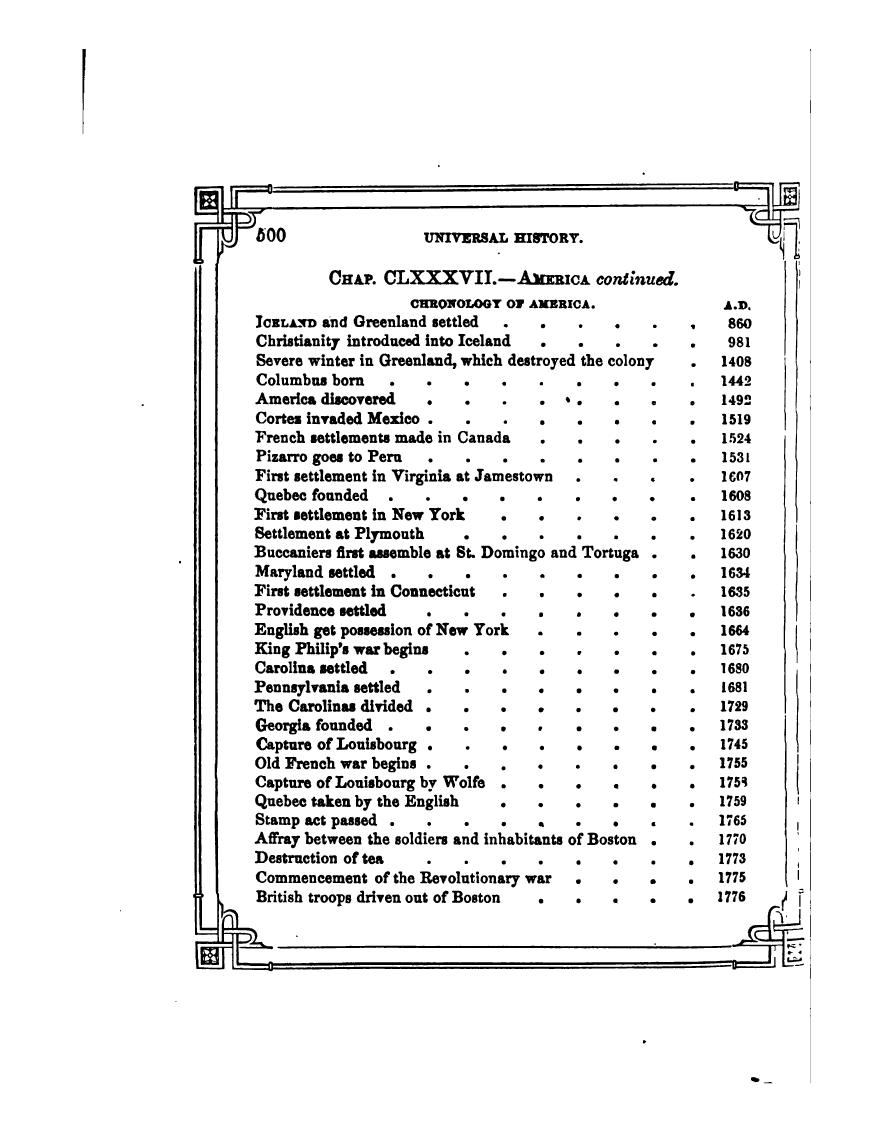 500 UNIVERSAL HISTORY.
CHAP. CLXXXVII.—AMERICA continued.
CHRONOLOGY OF AMERICA. A.D.
ICELAND and Greenland settled . . . . . . 860
Christianity introduced into Iceland . . . . . 981
Severe winter in Greenland, which destroyed the colony . 1408
Columbus born . . . . . . . . . 1442
America discovered . . . . . . . . 1492
Cortes invaded Mexico . . . . . . . . 1519
French settlements made in Canada . . . . . 1524
Pizarro goes to Peru . . . . . . . . 1531
First settlement in Virginia at Jamestown . . . . 1607
Quebec founded . . . . . . . . . 1608
First settlement in New York . . . . . . 1613
Settlement at Plymouth . . . . . . . 1620
Buccaniers first assemble at St. Domingo and Tortuga . . 1630
Maryland settled . . . . . . . . . 1634
First settlement in Connecticut . . . . . . 1635
Providence settled . . . . . . . 1636
English get possession of New York . . . . . 1664
King Philip's war begins . . . . . . . 1675
Carolina settled . . . . . . . . . 1680
Pennsylvania settled . . . . . . . . 1681
The Carolinas divided . . . . . . . . 1729
Georgia founded . . . . . . . . . 1733
Capture of Louisbourg . . . . . . . . 1745
Old French war begins . . . . . . . . 1755
Capture of Louisbourg by Wolfe . . . . . . 1758
Quebec taken by the English . . . . . . 1759
Stamp act passed . . . . . . . . . 1765
Affray between the soldiers and inhabitants of Boston . . 1770
Destruction of tea . . . . . . . . 1773
Commencement of the Revolutionary war . . . . 1775
British troops driven out of Boston . . . . . 1776